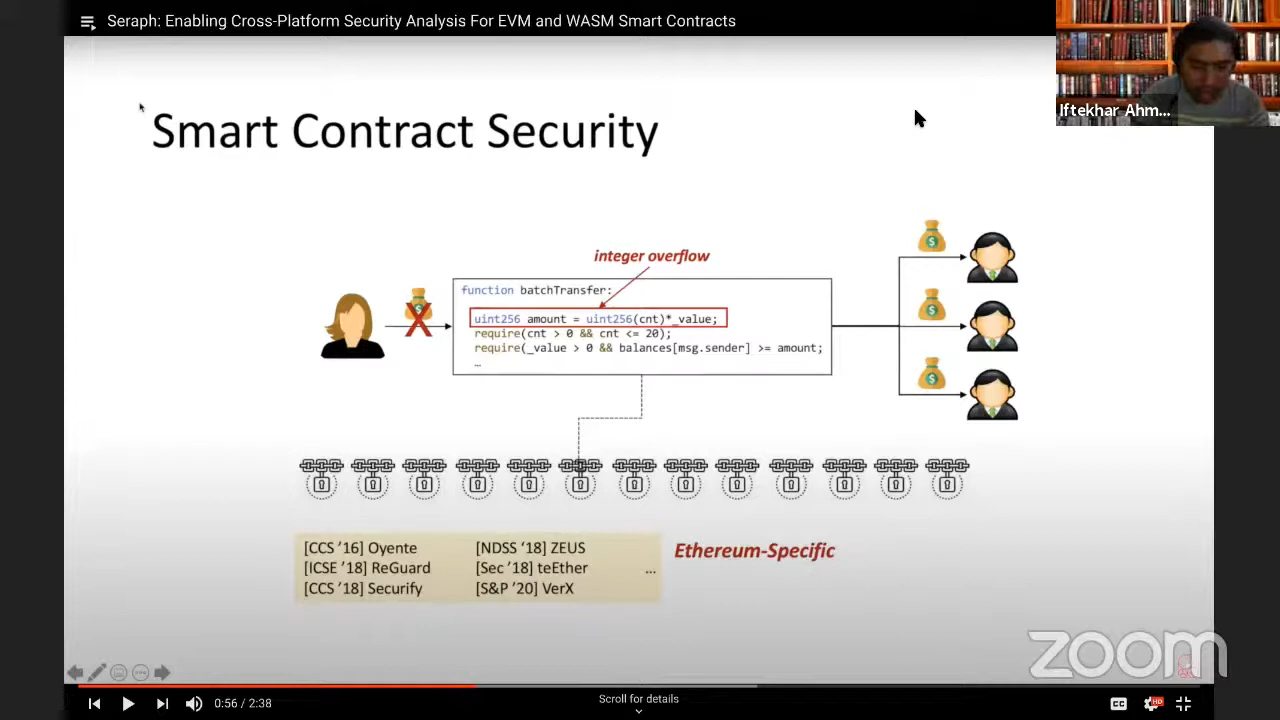 Seraph: Enabling Cross-Platform Security Analysis For EVM and WASM Smart Contracts
Iftekhar Ahm...
Smart Contract Security
integer overflow
function batchTransfer:
uint256 amount = uint256(cnt)*_value;
require(cnt > 0 && cnt <= 20);
require(_value > 0 && balances[msg.sender] >= amount;
…
[CCS ’16] Oyente [NDSS ‘18] ZEUS
[ICSE ’18] ReGuard [Sec ’18] teEther ...
[CCS ’18] Securify [S&P ’20] VerX
Ethereum-Specific
zoom
0:56 / 2:38
Scroll for details
CC
HD